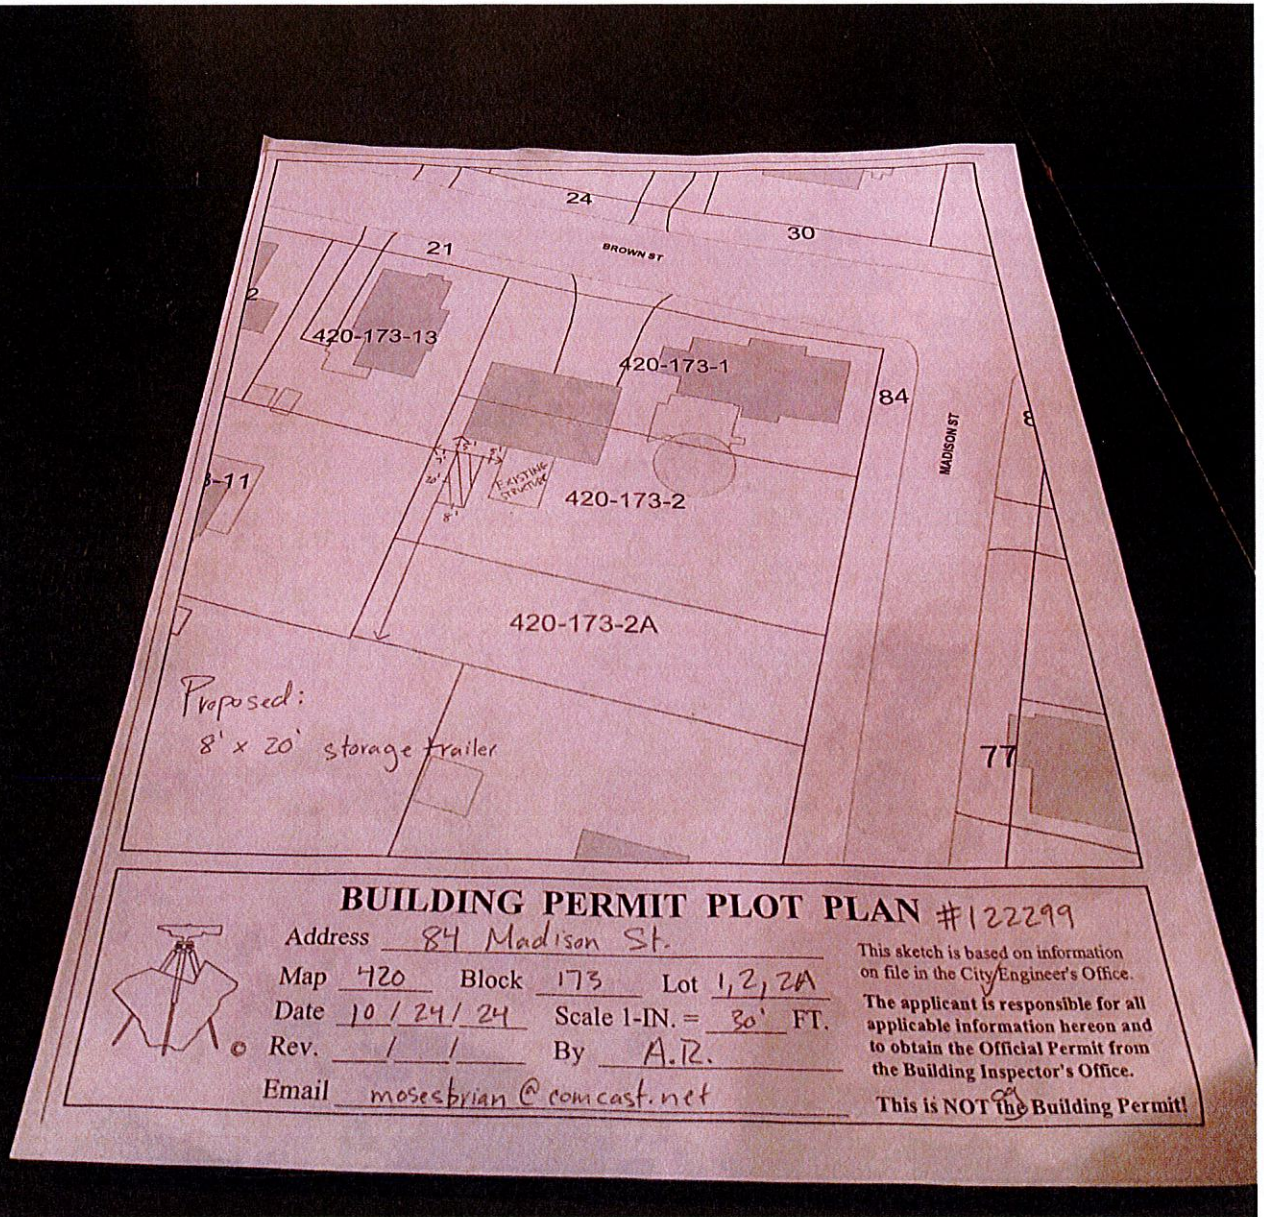 24
30
21
BROWN ST
2
420-173-13
420-173-1
84
MADISON ST
8
-11
EXISTING
STRUCTURE
20'
8'
420-173-2
420-173-2A
Proposed:
8' x 20' storage trailer
77
BUILDING PERMIT PLOT PLAN #122299
Address 84 Madison St.
Map 420 Block 173 Lot 1, 2, 2A
Date 10 / 24 / 24 Scale 1-IN. = 30' FT.
Rev. / / By A.R.
Email mosesbrian@comcast.net
©
This sketch is based on information
on file in the City Engineer's Office.
The applicant is responsible for all
applicable information hereon and
to obtain the Official Permit from
the Building Inspector's Office.
This is NOT the Building Permit!